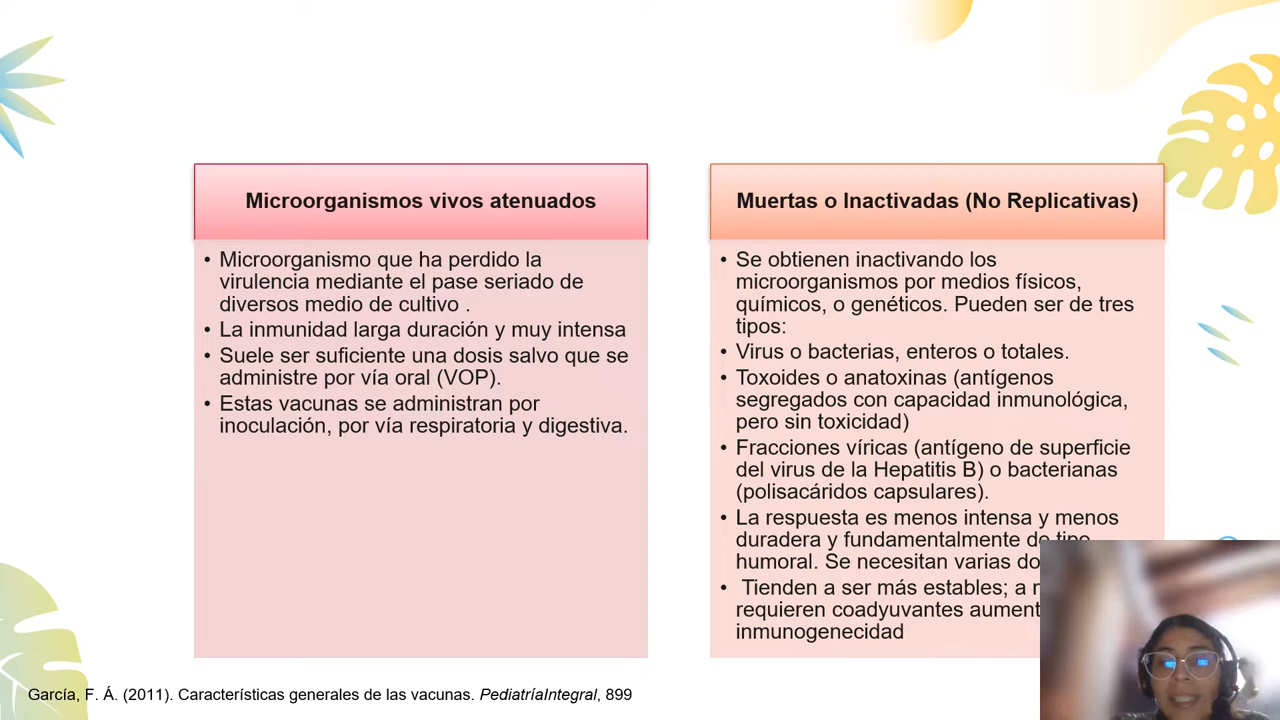 Microorganismos vivos atenuados
• Microorganismo que ha perdido la
virulencia mediante el pase seriado de
diversos medio de cultivo .
• La inmunidad larga duración y muy intensa
• Suele ser suficiente una dosis salvo que se
administre por vía oral (VOP).
• Estas vacunas se administran por
inoculación, por vía respiratoria y digestiva.
Muertas o Inactivadas (No Replicativas)
• Se obtienen inactivando los
microorganismos por medios físicos,
químicos, o genéticos. Pueden ser de tres
tipos:
• Virus o bacterias, enteros o totales.
• Toxoides o anatoxinas (antígenos
segregados con capacidad inmunológica,
pero sin toxicidad)
• Fracciones víricas (antígeno de superficie
del virus de la Hepatitis B) o bacterianas
(polisacáridos capsulares).
• La respuesta es menos intensa y menos
duradera y fundamentalmente de tipo
humoral. Se necesitan varias
• Tienden a ser más estables; a
requieren coadyuvantes
inmunogenecidad
García, F. Á. (2011). Características generales de las vacunas. PediatríaIntegral, 899